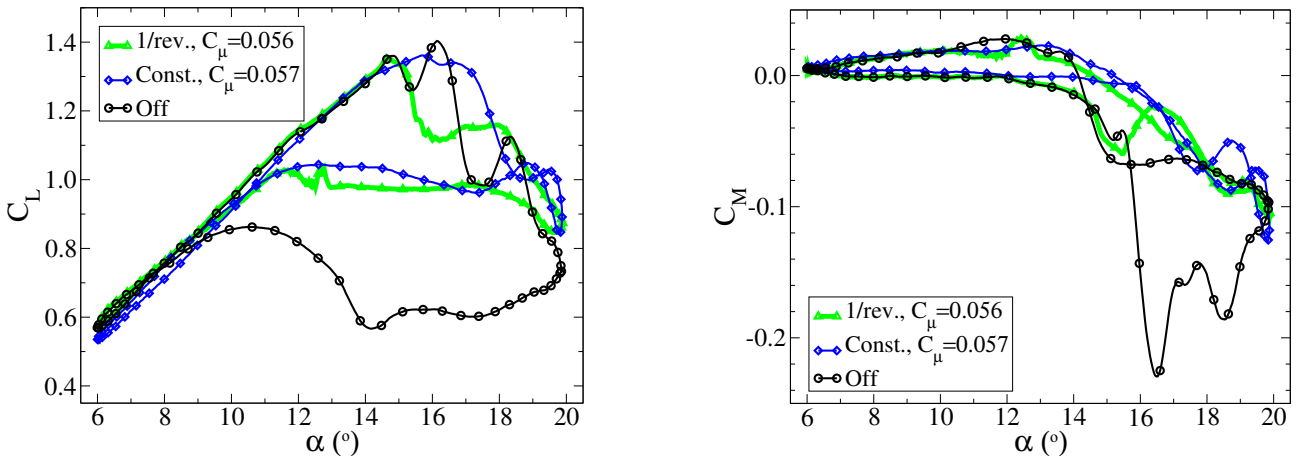 1/rev., Cμ=0.056
Const., Cμ=0.057
Off
1.4
1.2
1.0
0.8
0.6
0.4
CL
6 8 10 12 14 16 18 20
α (º)
0.0
-0.1
-0.2
CM
1/rev., Cμ=0.056
Const., Cμ=0.057
Off
6 8 10 12 14 16 18 20
α (º)